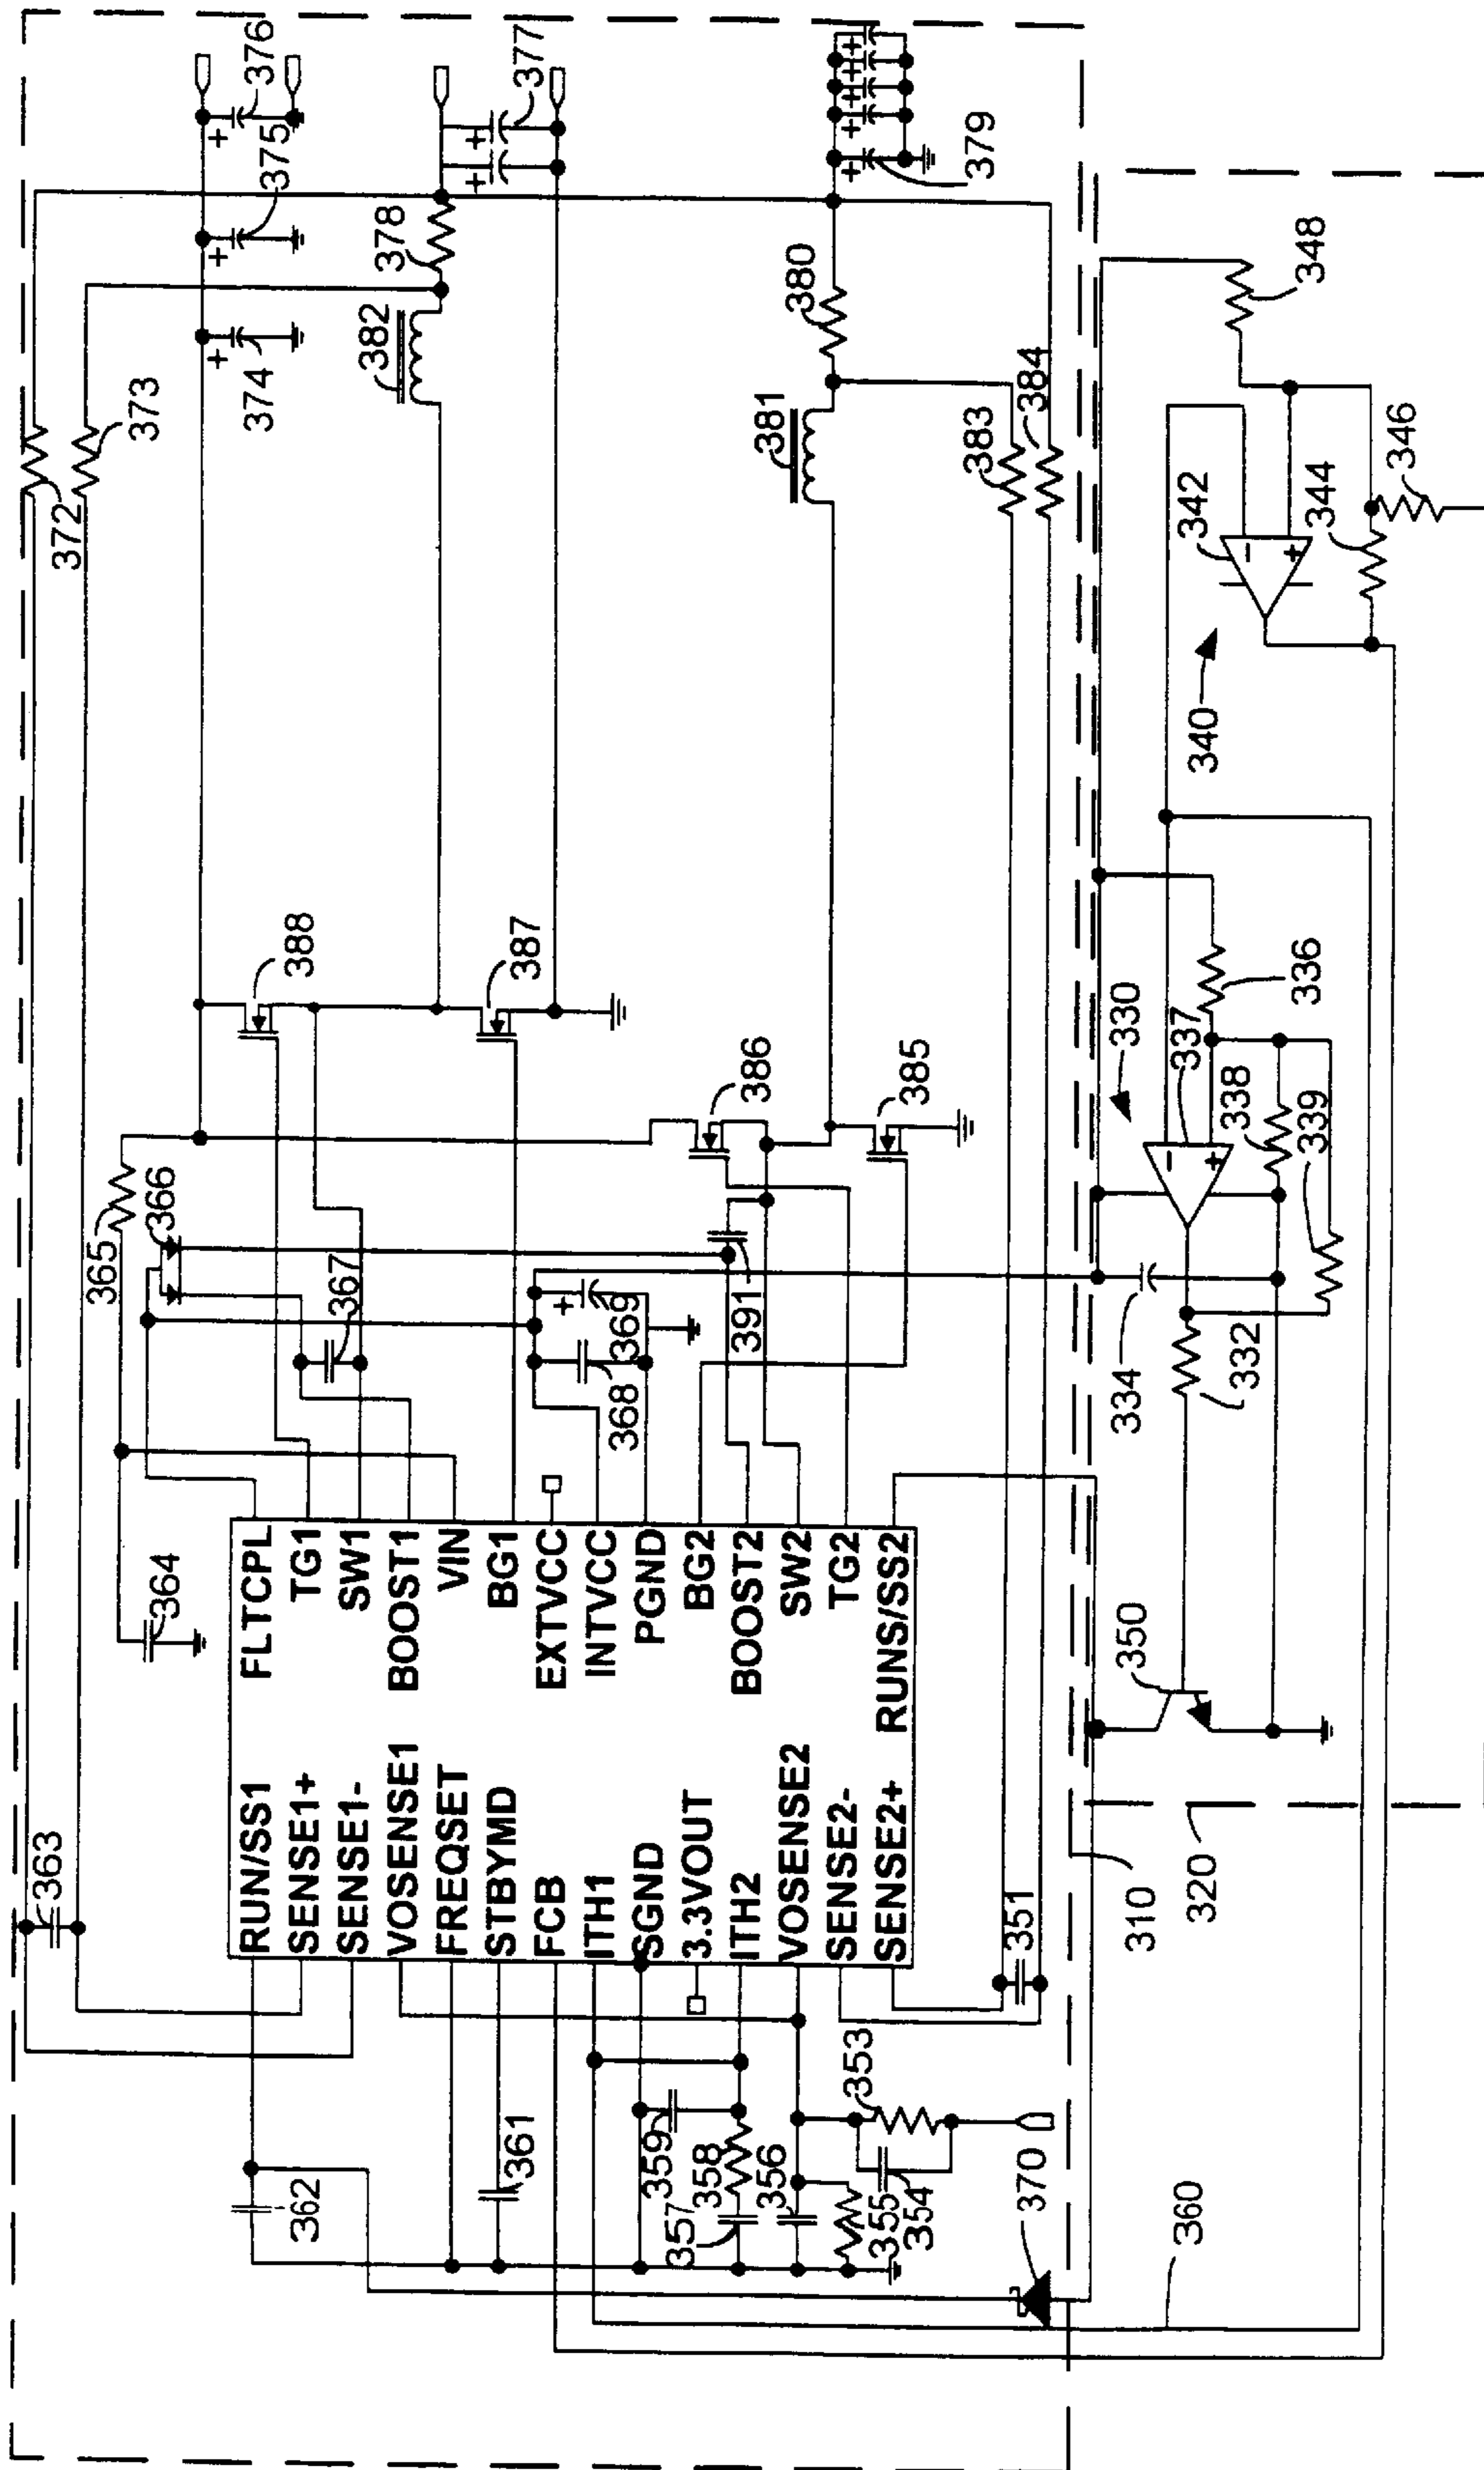 376
375
377
378
374
382
379
380
381
372
373
383
384
348
346
342
344
340
388
387
386
385
365
366
367
369
368
391
364
363
336
330
337
338
339
334
332
350
320
310
FLTCPL
TG1
SW1
BOOST1
VIN
BG1
EXTVCC
INTVCC
PGND
BG2
BOOST2
SW2
TG2
RUNS/SS2
RUN/SS1
SENSE1+
SENSE1-
VOSENSE1
FREQSET
STBYMD
FCB
ITH1
SGND
3.3VOUT
ITH2
VOSENSE2
SENSE2-
SENSE2+
351
362
361
359
358
357
356
353
355
354
370
360